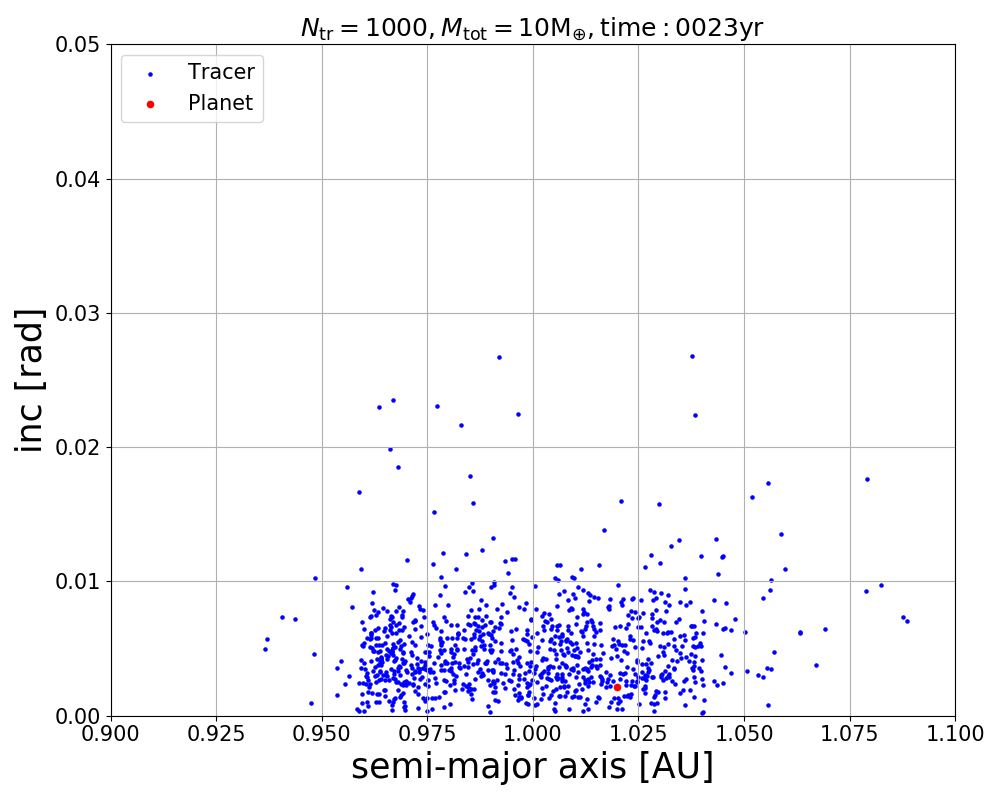 N_tr = 1000, M_tot = 10M_⊕, time : 0023yr
0.05
Tracer
Planet
0.04
0.03
inc [rad]
0.02
0.01
0.00
0.900 0.925 0.950 0.975 1.000 1.025 1.050 1.075 1.100
semi-major axis [AU]